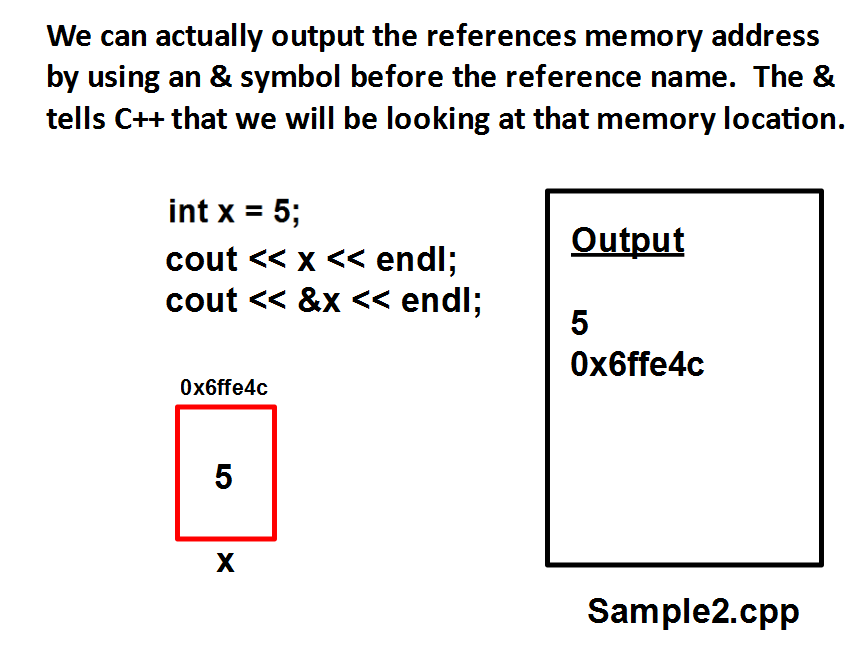 We can actually output the references memory address
by using an & symbol before the reference name.  The &
tells C++ that we will be looking at that memory location.
int x = 5;
cout << x << endl;
cout << &x << endl;
Output
5
0x6ffe4c
0x6ffe4c
5
x
Sample2.cpp